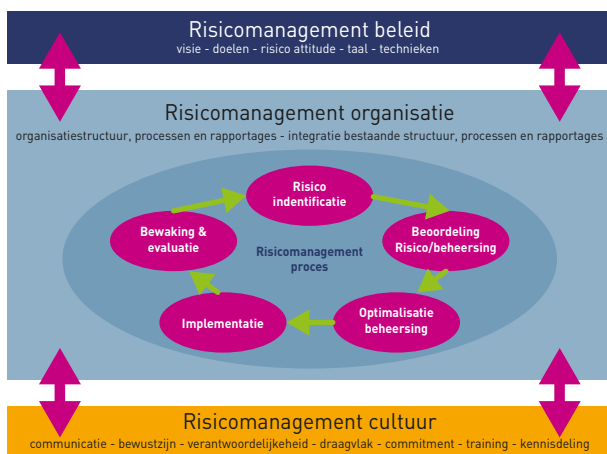 Risicomanagement beleid
visie - doelen - risico attitude - taal - technieken
Risicomanagement organisatie
organisatiestructuur, processen en rapportages - integratie bestaande structuur, processen en rapportages
Risico
indentificatie
Bewaking &
evaluatie
Beoordeling
Risico/beheersing
Risicomanagement
proces
Implementatie
Optimalisatie
beheersing
Risicomanagement cultuur
communicatie - bewustzijn - verantwoordelijkeheid - draagvlak - commitment - training - kennisdeling